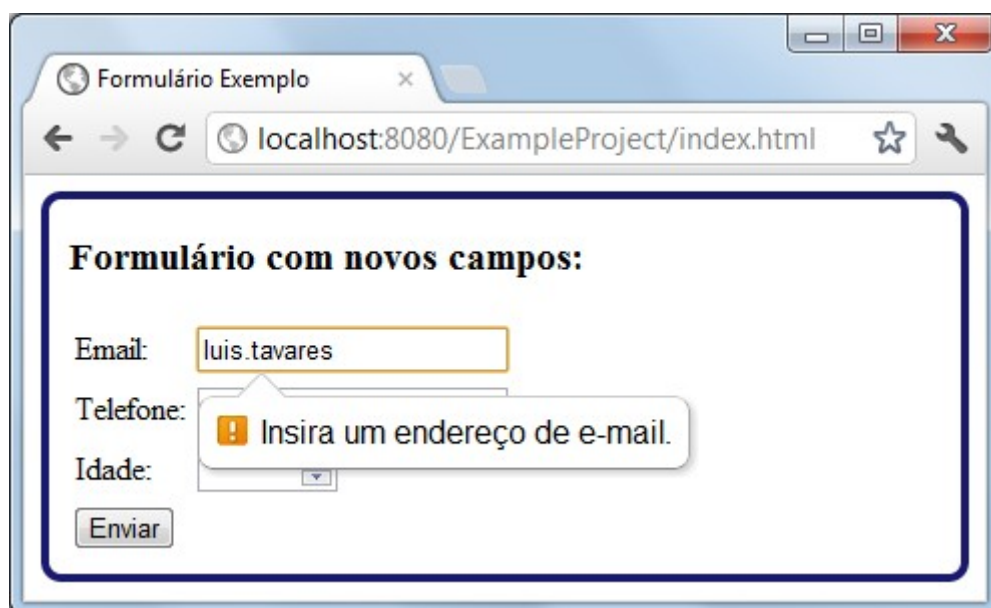 Formulário Exemplo
localhost:8080/ExampleProject/index.html
Formulário com novos campos:
Email: luis.tavares
Telefone:
Insira um endereço de e-mail.
Idade:
Enviar